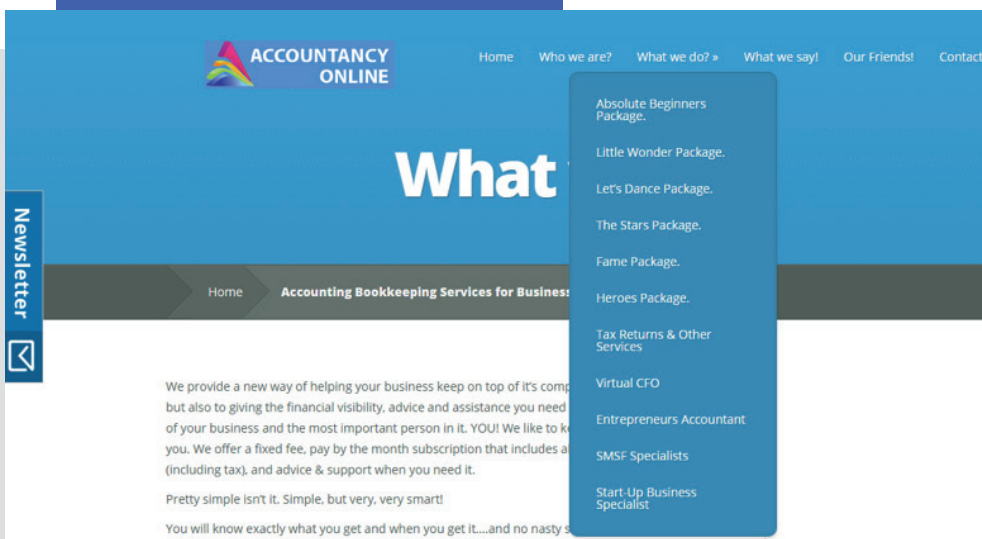 ACCOUNTANCY
ONLINE
Home Who we are? What we do? » What we say! Our Friends! Contact
Absolute Beginners
Package.
Little Wonder Package.
Let's Dance Package.
The Stars Package.
Fame Package.
Heroes Package.
Tax Returns & Other
Services
Virtual CFO
Entrepreneurs Accountant
SMSF Specialists
Start-Up Business
Specialist
What
Newsletter
Home Accounting Bookkeeping Services for Business
We provide a new way of helping your business keep on top of it's
but also to giving the financial visibility, advice and assistance you need
of your business and the most important person in it. YOU! We like to
you. We offer a fixed fee, pay by the month subscription that includes
(including tax), and advice & support when you need it.
Pretty simple isn't it. Simple, but very, very smart!
You will know exactly what you get and when you get it....and no nasty